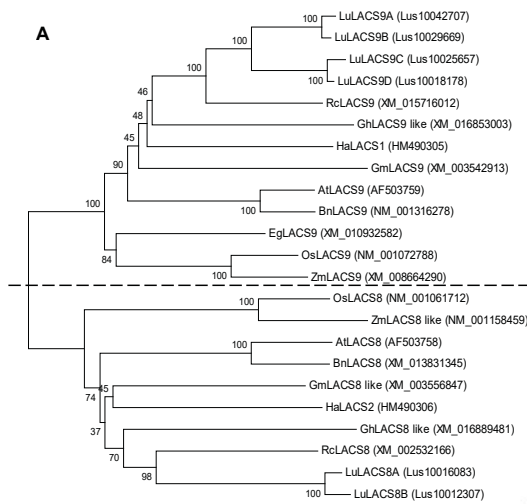 A
LuLACS9A (Lus10042707)
100
LuLACS9B (Lus10029669)
100
LuLACS9C (Lus10025657)
100
LuLACS9D (Lus10018178)
100
RcLACS9 (XM_015716012)
46
GhLACS9 like (XM_016853003)
48
HaLACS1 (HM490305)
45
GmLACS9 (XM_003542913)
90
AtLACS9 (AF503759)
100
BnLACS9 (NM_001316278)
100
EgLACS9 (XM_010932582)
84
OsLACS9 (NM_001072788)
100
ZmLACS9 (XM_008664290)
OsLACS8 (NM_001061712)
100
ZmLACS8 like (NM_001158459)
AtLACS8 (AF503758)
100
BnLACS8 (XM_013831345)
74
45
GmLACS8 like (XM_003556847)
HaLACS2 (HM490306)
37
GhLACS8 like (XM_016889481)
70
RcLACS8 (XM_002532166)
98
LuLACS8A (Lus10016083)
100
LuLACS8B (Lus10012307)